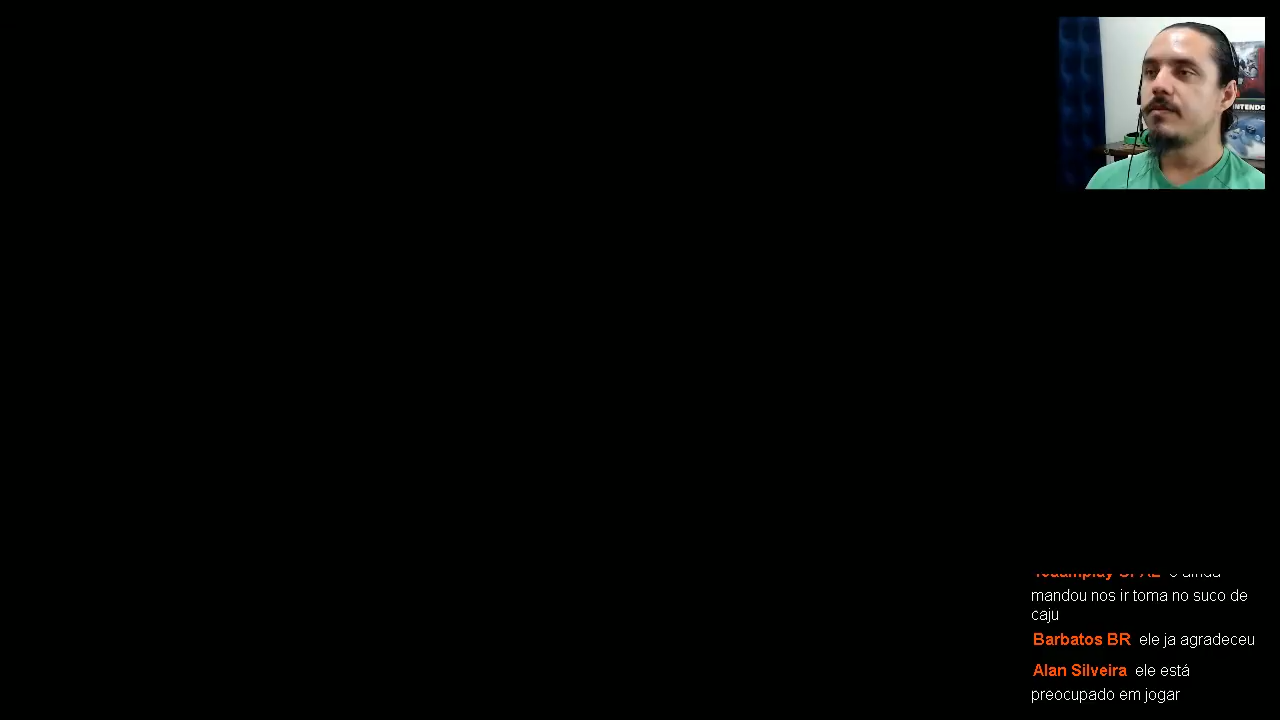 mandou nos ir toma no suco de
caju
Barbatos BR ele ja agradeceu
Alan Silveira ele está
preocupado em jogar